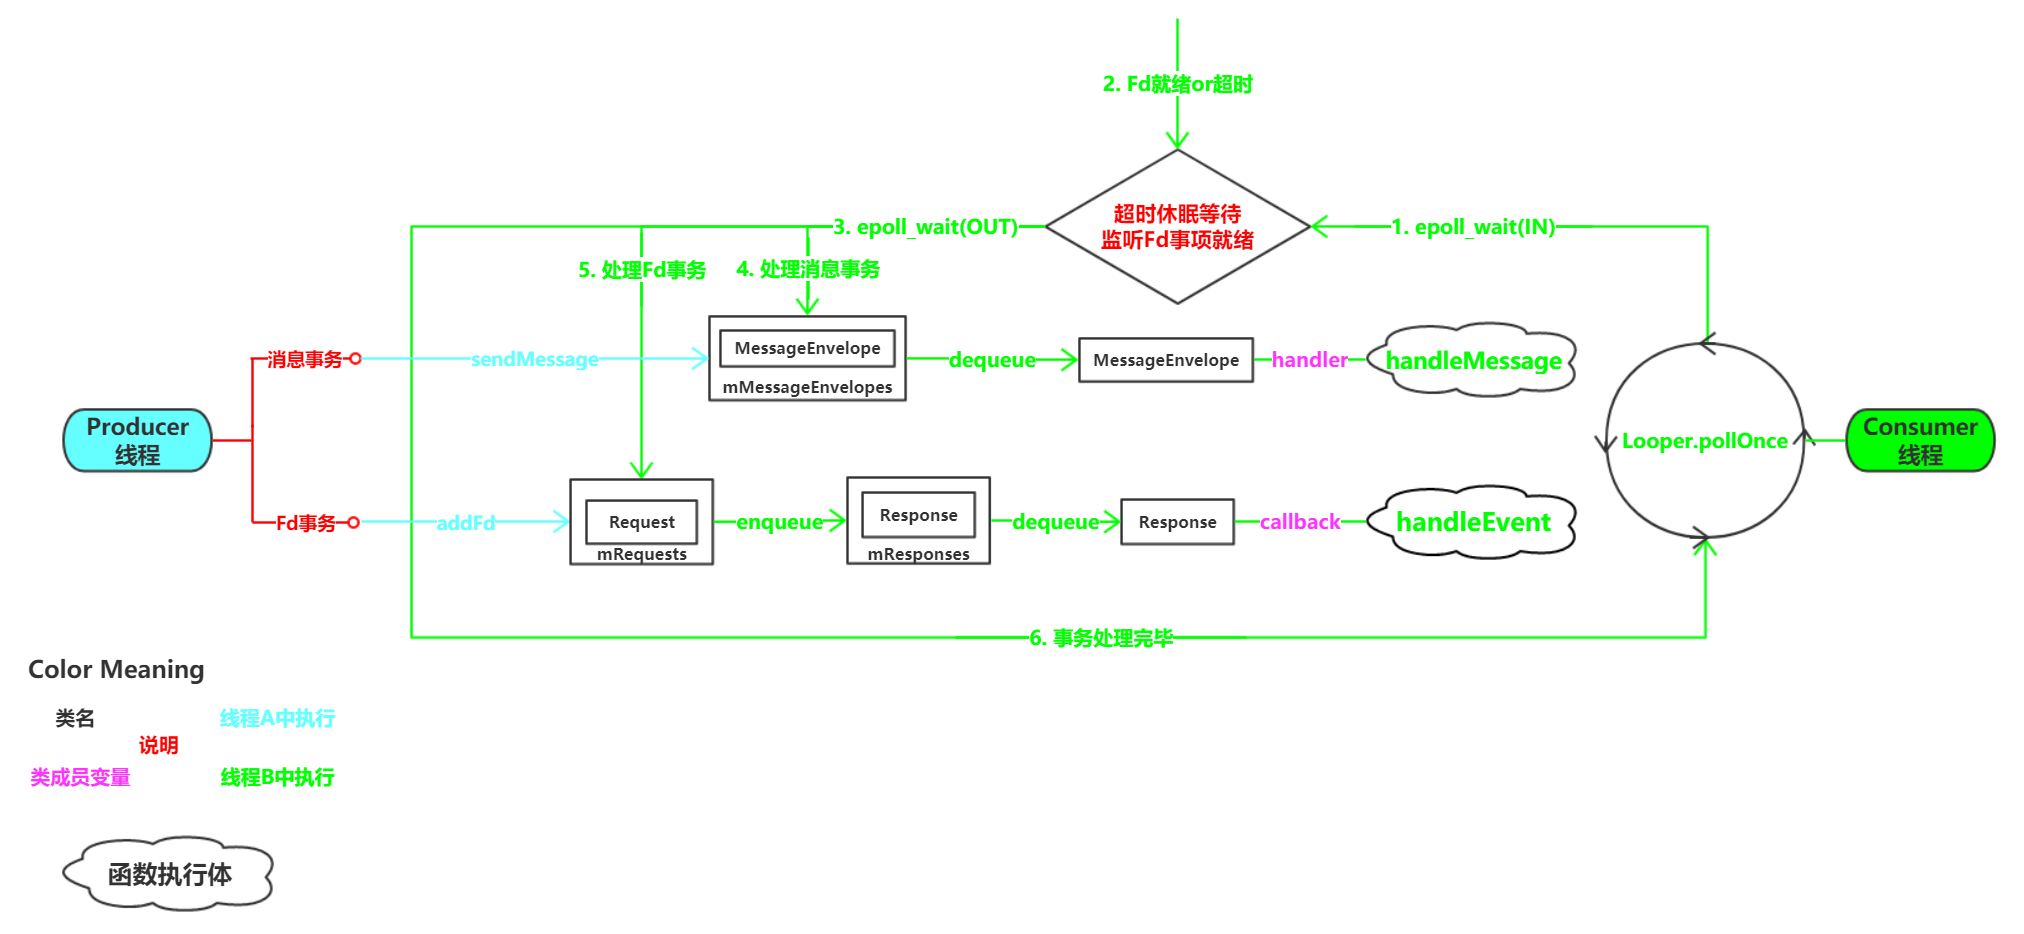 2. Fd就绪or超时
超时休眠等待
监听Fd事项就绪
3. epoll_wait(OUT)
1. epoll_wait(IN)
5. 处理Fd事务
4. 处理消息事务
消息事务
sendMessage
MessageEnvelope
mMessageEnvelopes
dequeue
MessageEnvelope
handler
handleMessage
Producer
线程
Looper.pollOnce
Consumer
线程
Fd事务
addFd
Request
mRequests
enqueue
Response
mResponses
dequeue
Response
callback
handleEvent
6. 事务处理完毕
Color Meaning
类名
线程A中执行
说明
类成员变量
线程B中执行
函数执行体